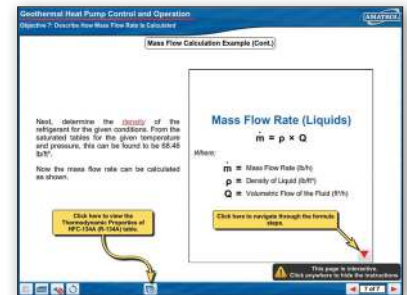 Geothermal Heat Pump Control and Operation
Objective 7: Describe How Mass Flow Rate Is Calculated
AMATROL
Mass Flow Calculation Example (Cont.)
Next, determine the density of the
refrigerant for the given conditions. From the
saturated tables for the given temperature
and pressure, this can be found to be 68.46
lb/ft³.
Now the mass flow rate can be calculated
as shown.
Click here to view the
Thermodynamic Properties of
HFC-134A (R-134A) table.
Mass Flow Rate (Liquids)
ṁ = ρ × Q
Where:
ṁ = Mass Flow Rate (lb/h)
ρ = Density of Liquid (lb/ft³)
Q = Volumetric Flow of the Fluid (ft³/h)
Click here to navigate through the formula
steps.
This page is interactive.
Click anywhere to hide the instructions
7 of 7